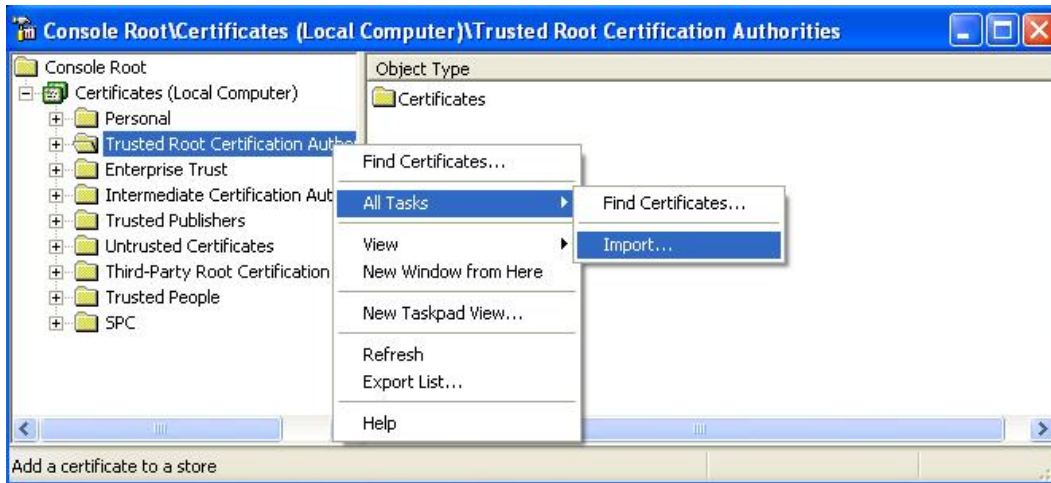 Console Root\Certificates (Local Computer)\Trusted Root Certification Authorities
Console Root
Certificates (Local Computer)
Personal
Trusted Root Certification Autho
Enterprise Trust
Intermediate Certification Aut
Trusted Publishers
Untrusted Certificates
Third-Party Root Certification
Trusted People
SPC
Object Type
Certificates
Find Certificates...
All Tasks
View
New Window from Here
New Taskpad View...
Refresh
Export List...
Help
Find Certificates...
Import...
Add a certificate to a store